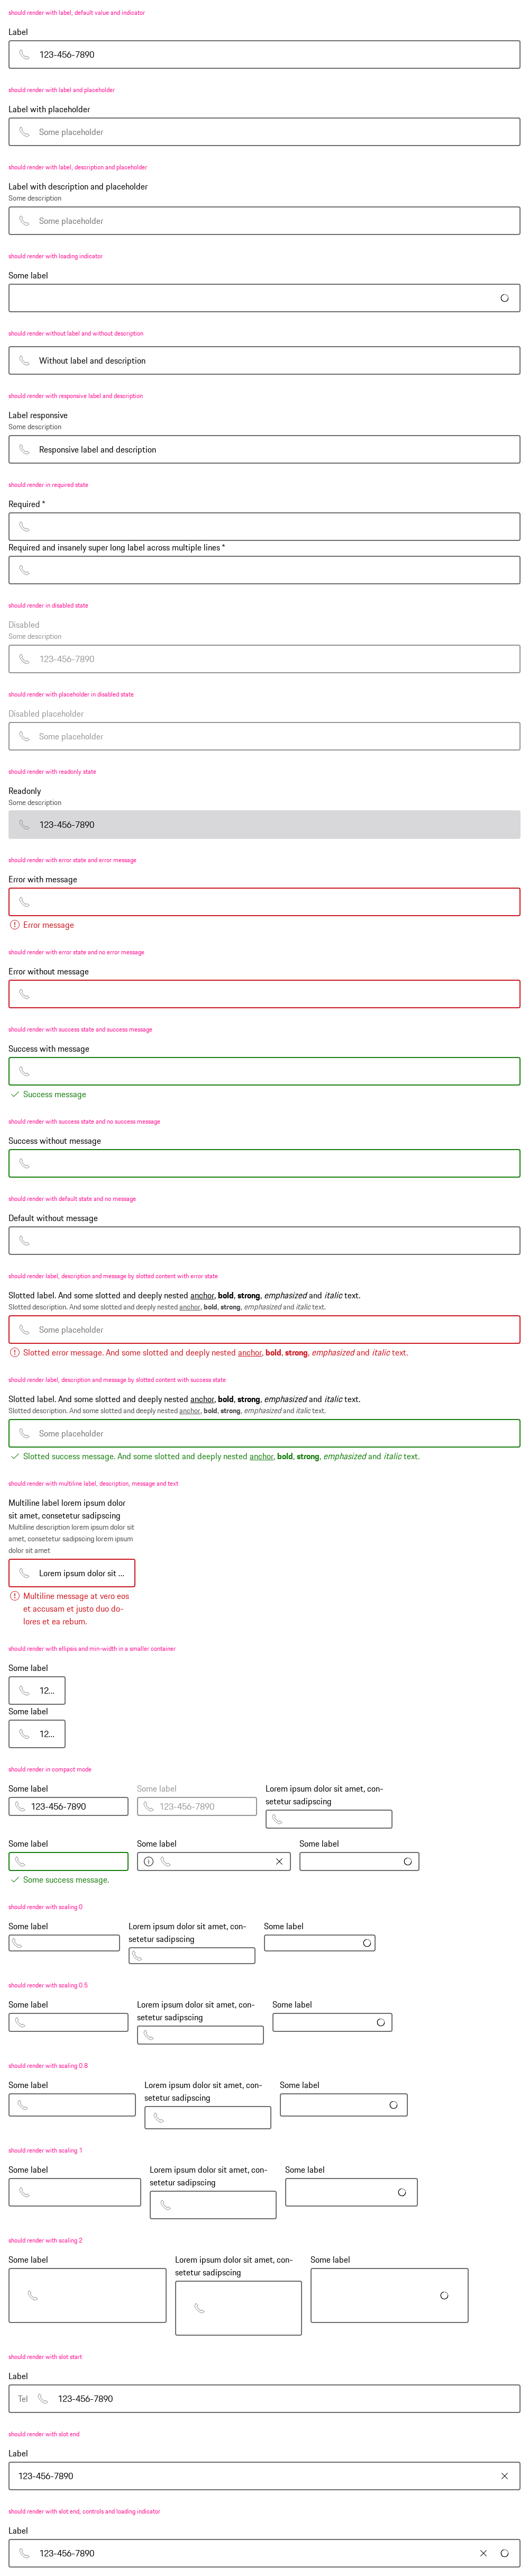 should render with label, default value and indicator
Label
123-456-7890
should render with label and placeholder
Label with placeholder
Some placeholder
should render with label, description and placeholder
Label with description and placeholder
Some description
Some placeholder
should render with loading indicator
Some label
should render without label and without description
Without label and description
should render with responsive label and description
Label responsive
Some description
Responsive label and description
should render in required state
Required *
Required and insanely super long label across multiple lines *
should render in disabled state
Disabled
Some description
123-456-7890
should render with placeholder in disabled state
Disabled placeholder
Some placeholder
should render with readonly state
Readonly
Some description
123-456-7890
should render with error state and error message
Error with message
Error message
should render with error state and no error message
Error without message
should render with success state and success message
Success with message
Success message
should render with success state and no success message
Success without message
should render with default state and no message
Default without message
should render label, description and message by slotted content with error state
Slotted label. And some slotted and deeply nested anchor, bold, strong, emphasized and italic text.
Slotted description. And some slotted and deeply nested anchor, bold, strong, emphasized and italic text.
Some placeholder
Slotted error message. And some slotted and deeply nested anchor, bold, strong, emphasized and italic text.
should render label, description and message by slotted content with success state
Slotted label. And some slotted and deeply nested anchor, bold, strong, emphasized and italic text.
Slotted description. And some slotted and deeply nested anchor, bold, strong, emphasized and italic text.
Some placeholder
Slotted success message. And some slotted and deeply nested anchor, bold, strong, emphasized and italic text.
should render with multiline label, description, message and text
Multiline label lorem ipsum dolor
sit amet, consetetur sadipscing
Multiline description lorem ipsum dolor sit
amet, consetetur sadipscing lorem ipsum
dolor sit amet
Lorem ipsum dolor sit ...
Multiline message at vero eos
et accusam et justo duo do-
lores et ea rebum.
should render with ellipsis and min-width in a smaller container
Some label
12...
Some label
12...
should render in compact mode
Some label
123-456-7890
Some label
123-456-7890
Lorem ipsum dolor sit amet, con-
setetur sadipscing
Some label
Some success message.
Some label
Some label
should render with scaling 0
Some label
Lorem ipsum dolor sit amet, con-
setetur sadipscing
Some label
should render with scaling 0.5
Some label
Lorem ipsum dolor sit amet, con-
setetur sadipscing
Some label
should render with scaling 0.8
Some label
Lorem ipsum dolor sit amet, con-
setetur sadipscing
Some label
should render with scaling 1
Some label
Lorem ipsum dolor sit amet, con-
setetur sadipscing
Some label
should render with scaling 2
Some label
Lorem ipsum dolor sit amet, con-
setetur sadipscing
Some label
should render with slot start
Label
Tel 123-456-7890
should render with slot end
Label
123-456-7890
should render with slot end, controls and loading indicator
Label
123-456-7890